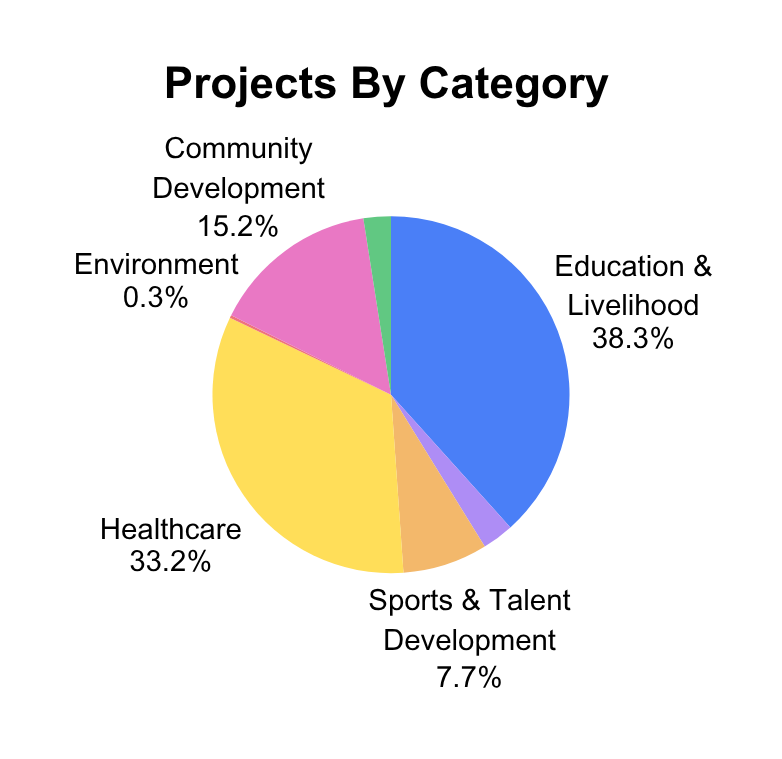 Projects By Category
Community
Development
15.2%
Environment
0.3%
Education &
Livelihood
38.3%
Healthcare
33.2%
Sports & Talent
Development
7.7%